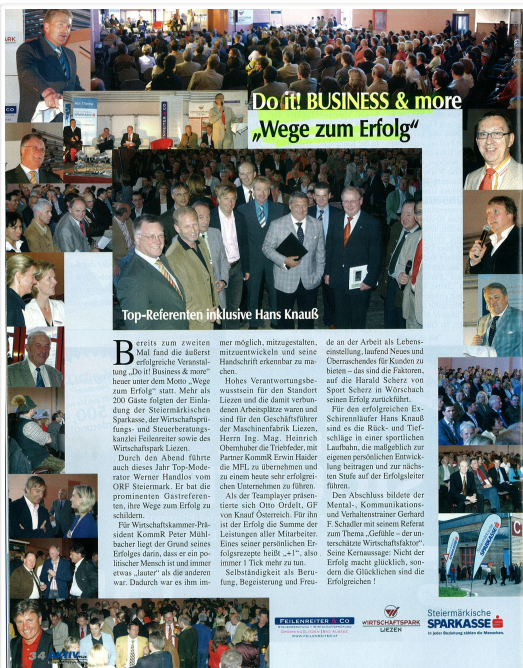 Do it! BUSINESS & more
„Wege zum Erfolg“
Top-Referenten inklusive Hans Knauß
Bereits zum zweiten
Mal fand die äußerst
erfolgreiche Veranstal-
tung „Do it! Business & more“
heuer unter dem Motto „Wege
zum Erfolg“ statt. Mehr als
200 Gäste folgten der Einla-
dung der Steiermärkischen
Sparkasse, der Wirtschaftsprü-
fungs- und Steuerberatungs-
kanzlei Feilenreiter sowie des
Wirtschaftspark Liezen.
Durch den Abend führte
auch dieses Jahr Top-Mode-
rator Werner Handlos vom
ORF Steiermark. Er bat die
prominenten Gastreferen-
ten, ihre Wege zum Erfolg zu
schildern.
Für Wirtschaftskammer-Prä-
sident KommR Peter Mühl-
bacher liegt der Grund seines
Erfolges darin, dass er ein po-
litischer Mensch ist und immer
etwas „lauter“ als die anderen
war. Dadurch war es ihm im-
mer möglich, mitzugestalten,
mitzuentwickeln und seine
Handschrift erkennbar zu ma-
chen.
Hohes Verantwortungsbe-
wusstsein für den Standort
Liezen und die damit verbun-
denen Arbeitsplätze waren und
sind für den Geschäftsführer
der Maschinenfabrik Liezen,
Herrn Ing. Mag. Heinrich
Obernhuber die Triebfeder, mit
Partner KommR Erwin Haider
die MFL zu übernehmen und
zu einem heute sehr erfolgrei-
chen Unternehmen zu führen.
Als der Teamplayer präsen-
tierte sich Otto Ordelt, GF
von Knauf Österreich. Für ihn
ist der Erfolg die Summe der
Leistungen aller Mitarbeiter.
Eines seiner persönlichen Er-
folgsrezepte heißt „+1“, also
immer 1 Tick mehr zu tun.
Selbständigkeit als Beru-
fung, Begeisterung und Freu-
de an der Arbeit als Lebens-
einstellung, laufend Neues und
Überraschendes für Kunden zu
bieten – das sind die Faktoren,
auf die Harald Scherz von
Sport Scherz in Wörschach
seinen Erfolg zurückführt.
Für den erfolgreichen Ex-
Schirennläufer Hans Knauß
sind es die Rück- und Tief-
schläge in einer sportlichen
Laufbahn, die maßgeblich zur
eigenen persönlichen Entwick-
lung beitragen und zur nächs-
ten Stufe auf der Erfolgsleiter
führen.
Den Abschluss bildete der
Mental-, Kommunikations-
und Verhaltenstrainer Gernot
F. Schadler mit seinem Referat
zum Thema „Gefühle – der un-
terschätzte Wirtschaftsfaktor“.
Seine Kernaussage: Nicht der
Erfolg macht glücklich, son-
dern die Glücklichen sind die
Erfolgreichen !
FEILENREITER & CO
WWW.FEILENREITER.AT
WIRTSCHAFTSPARK
LIEZEN
Steiermärkische
SPARKASSE
In jeder Beziehung zählen die Menschen.
34 AKTIV